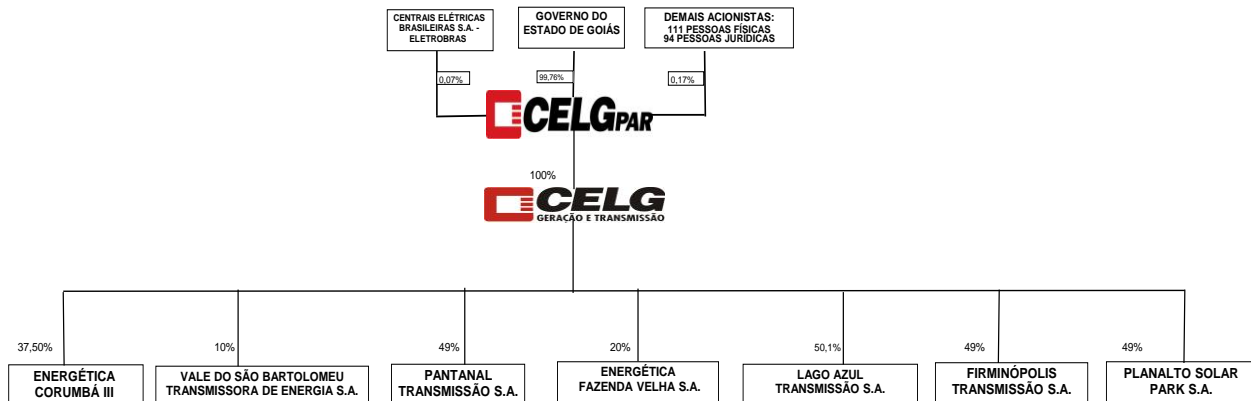 CENTRAIS ELÉTRICAS
BRASILEIRAS S.A. -
ELETROBRAS
GOVERNO DO
ESTADO DE GOIÁS
DEMAIS ACIONISTAS:
111 PESSOAS FÍSICAS
94 PESSOAS JURÍDICAS
0,07%
99,76%
0,17%
CELGPAR
100%
CELG
GERAÇÃO E TRANSMISSÃO
37,50%
10%
49%
20%
50,1%
49%
49%
ENERGÉTICA
CORUMBÁ III
VALE DO SÃO BARTOLOMEU
TRANSMISSORA DE ENERGIA S.A.
PANTANAL
TRANSMISSÃO S.A.
ENERGÉTICA
FAZENDA VELHA S.A.
LAGO AZUL
TRANSMISSÃO S.A.
FIRMINÓPOLIS
TRANSMISSÃO S.A.
PLANALTO SOLAR
PARK S.A.